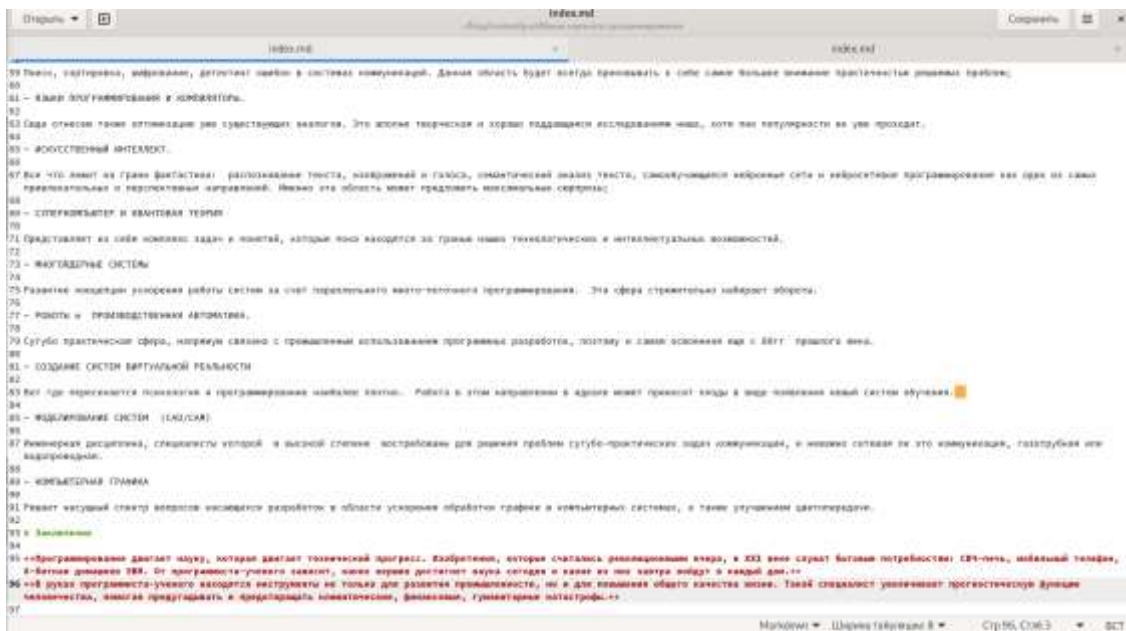 Открыть
index.md
Сохранить
index.md
index.md
59 Поиск, сортировка, шифрование, детектинг ошибок в системах коммуникаций. Данная область будет всегда приковывать к себе самое большое внимание практичностью решаемых проблем;
60
61 - ЯЗЫКИ ПРОГРАММИРОВАНИЯ И КОМПИЛЯТОРЫ.
62
63 Сюда отнесем также оптимизацию уже существующих аналогов. Это вполне творческая и хорошо поддающаяся исследованиям ниша, хотя пик популярности ее уже проходит.
64
65 - ИСКУССТВЕННЫЙ ИНТЕЛЛЕКТ.
66
67 Все что лежит на грани фантастики: распознавание текста, изображений и голоса, семантический анализ текста, самообучающиеся нейронные сети и нейросетевое программирование как одно из самых
привлекательных и перспективных направлений. Именно эта область может предложить максимальные сюрпризы;
68
69 - СУПЕРКОМПЬЮТЕР И КВАНТОВАЯ ТЕОРИЯ
70
71 Представляет из себя комплекс задач и понятий, которые пока находятся за гранью наших технологических и интеллектуальных возможностей.
72
73 - МНОГОЯДЕРНЫЕ СИСТЕМЫ
74
75 Развитие концепции ускорения работы систем за счет параллельного много-поточного программирования. Эта сфера стремительно набирает обороты.
76
77 - РОБОТЫ и ПРОИЗВОДСТВЕННАЯ АВТОМАТИКА.
78
79 Сугубо практическая сфера, напрямую связана с промышленным использованием программных разработок, поэтому и самая освоенная еще с прошлого века.
80
81 - СОЗДАНИЕ СИСТЕМ ВИРТУАЛЬНОЙ РЕАЛЬНОСТИ
82
83 Вот где пересекаются психология и программирование наиболее плотно. Работа в этом направлении в идеале может приносит плоды в виде появления новый систем обучения.
84
85 - МОДЕЛИРОВАНИЕ СИСТЕМ (CAD/CAM)
86
87 Инженерная дисциплина, специалисты которой в высокой степени востребованы для решения проблем сугубо-практических задач коммуникации, и неважно сетевая ли это коммуникация, газотрубная или
водопроводная.
88
89 - КОМПЬЮТЕРНАЯ ГРАФИКА
90
91 Решает насущный спектр вопросов касающихся разработок в области ускорения обработки графики в компьютерных системах, а также улучшением цветопередачи.
92
93 # Заключение
94
95 **Программирование двигает науку, которая двигает технический прогресс. Изобретения, которые считались революционными вчера, в XXI веке служат бытовым потребностям: СВЧ-печь, мобильный телефон,
домашняя ЭВМ. От программиста-ученого зависит, каких вершин достигнет наука сегодня и какие из них завтра войдут в каждый дом.**
96 **В руках программиста-ученого находятся инструменты не только для развития промышленности, но и для повышения общего качества жизни. Такой специалист увеличивает прогностическую функцию
человечества, помогая предугадывать и предотвращать климатические, финансовые, гуманитарные катастрофы.**
97
Markdown
Ширина табуляции: 8
Стр 96, Стлб 3
ВСТ